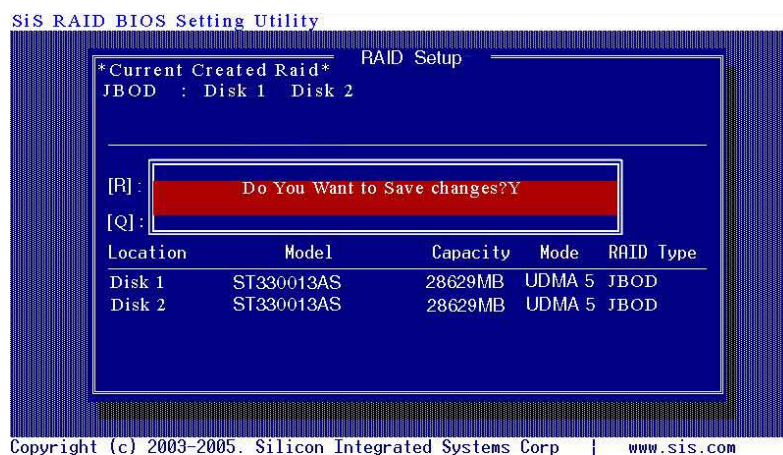 SiS RAID BIOS Setting Utility
RAID Setup
*Current Created Raid*
JBOD : Disk 1 Disk 2
[R] :
Do You Want to Save changes?Y
[Q] :
Location Model Capacity Mode RAID Type
Disk 1 ST330013AS 28629MB UDMA 5 JBOD
Disk 2 ST330013AS 28629MB UDMA 5 JBOD
Copyright (c) 2003-2005. Silicon Integrated Systems Corp | www.sis.com